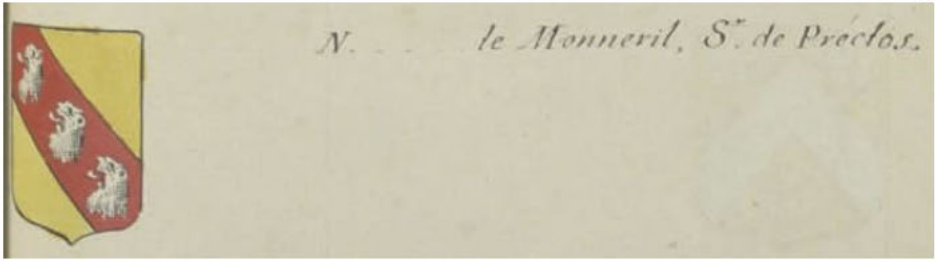 N. . . . . le Monneril, Sr. de Préclos.